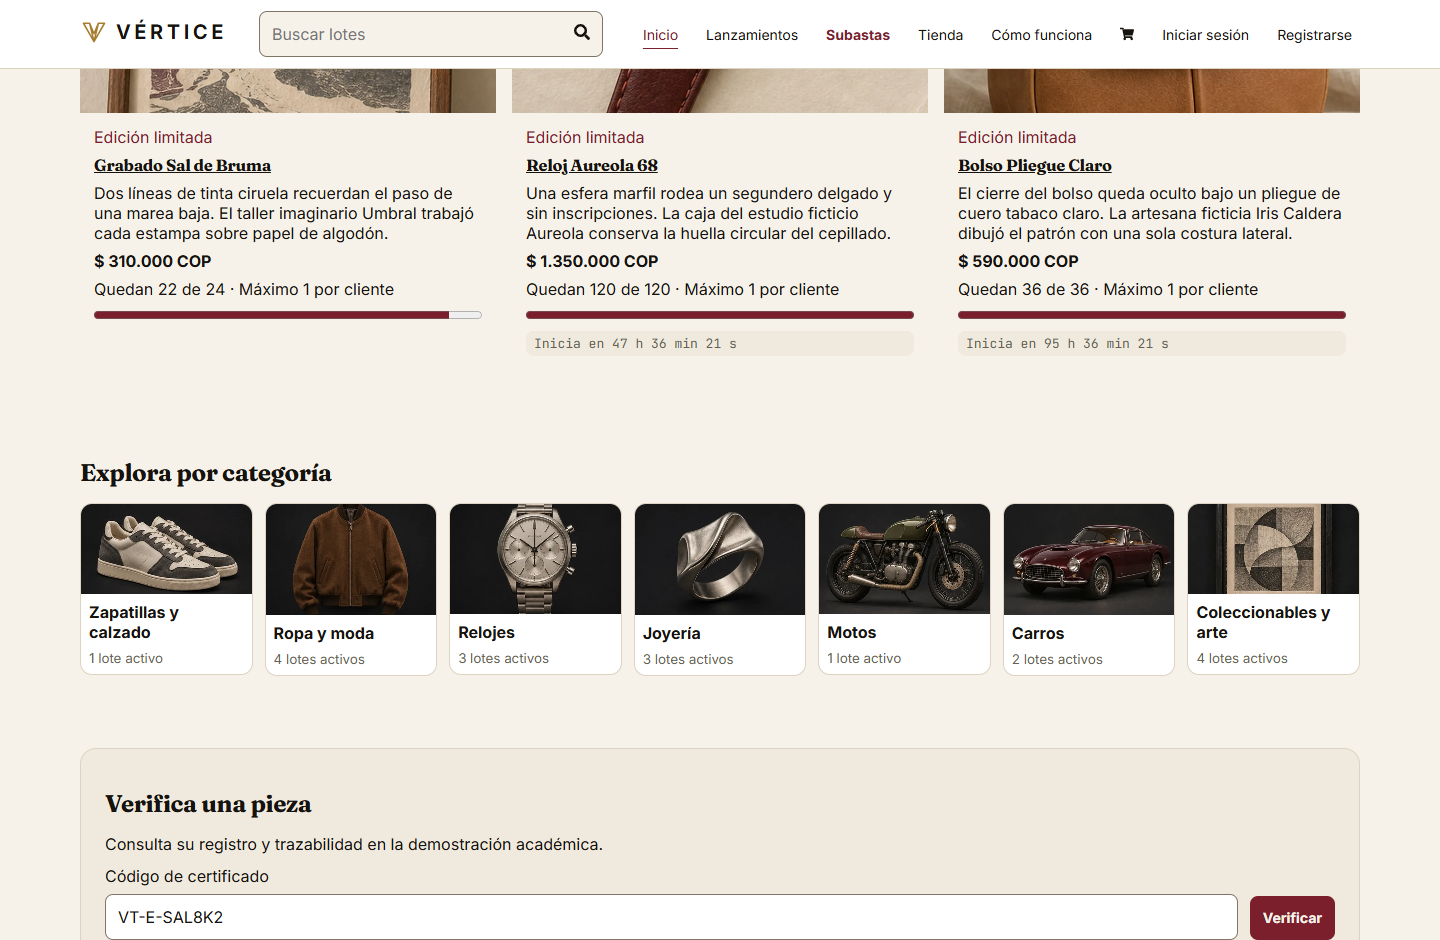 VÉRTICE
Buscar lotes
Inicio
Lanzamientos
Subastas
Tienda
Cómo funciona
Iniciar sesión
Registrarse
Edición limitada
Grabado Sal de Bruma
Dos líneas de tinta ciruela recuerdan el paso de
una marea baja. El taller imaginario Umbral trabajó
cada estampa sobre papel de algodón.
$ 310.000 COP
Quedan 22 de 24 · Máximo 1 por cliente
Edición limitada
Reloj Aureola 68
Una esfera marfil rodea un segundero delgado y
sin inscripciones. La caja del estudio ficticio
Aureola conserva la huella circular del cepillado.
$ 1.350.000 COP
Quedan 120 de 120 · Máximo 1 por cliente
Inicia en 47 h 36 min 21 s
Edición limitada
Bolso Pliegue Claro
El cierre del bolso queda oculto bajo un pliegue de
cuero tabaco claro. La artesana ficticia Iris Caldera
dibujó el patrón con una sola costura lateral.
$ 590.000 COP
Quedan 36 de 36 · Máximo 1 por cliente
Inicia en 95 h 36 min 21 s
Explora por categoría
Zapatillas y
calzado
1 lote activo
Ropa y moda
4 lotes activos
Relojes
3 lotes activos
Joyería
3 lotes activos
Motos
1 lote activo
Carros
2 lotes activos
Coleccionables y
arte
4 lotes activos
Verifica una pieza
Consulta su registro y trazabilidad en la demostración académica.
Código de certificado
VT-E-SAL8K2
Verificar